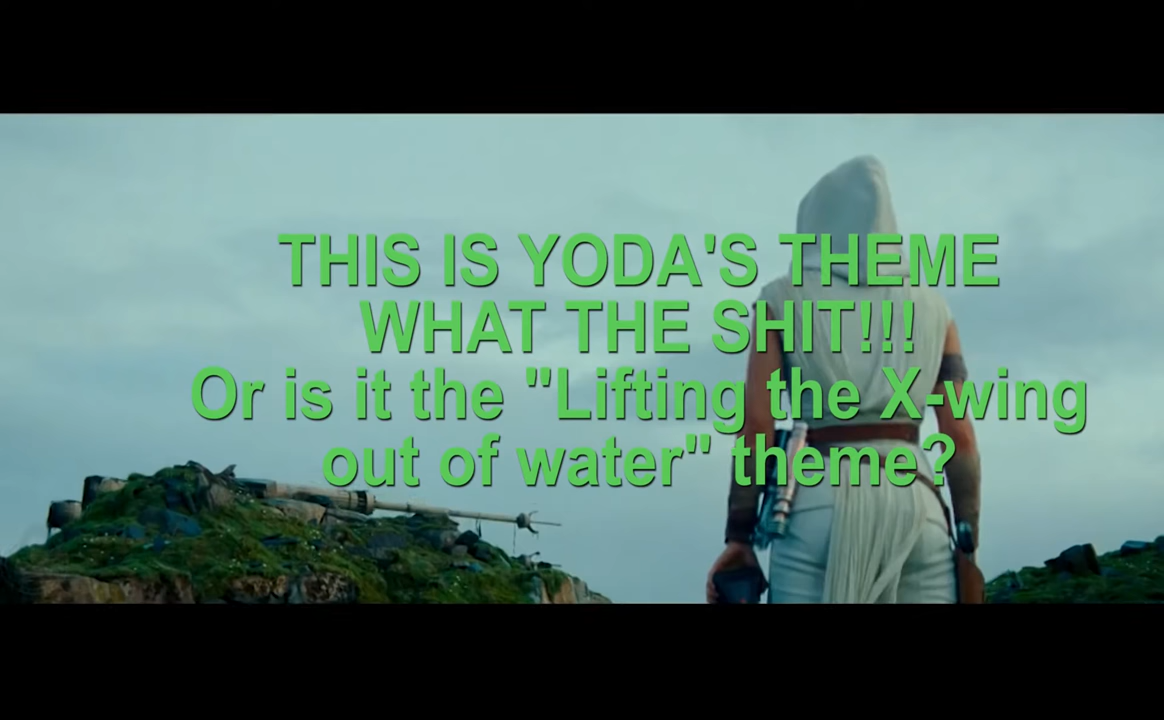 THIS IS YODA'S THEME
WHAT THE SHIT!!!
Or is it the "Lifting the X-wing
out of water" theme?